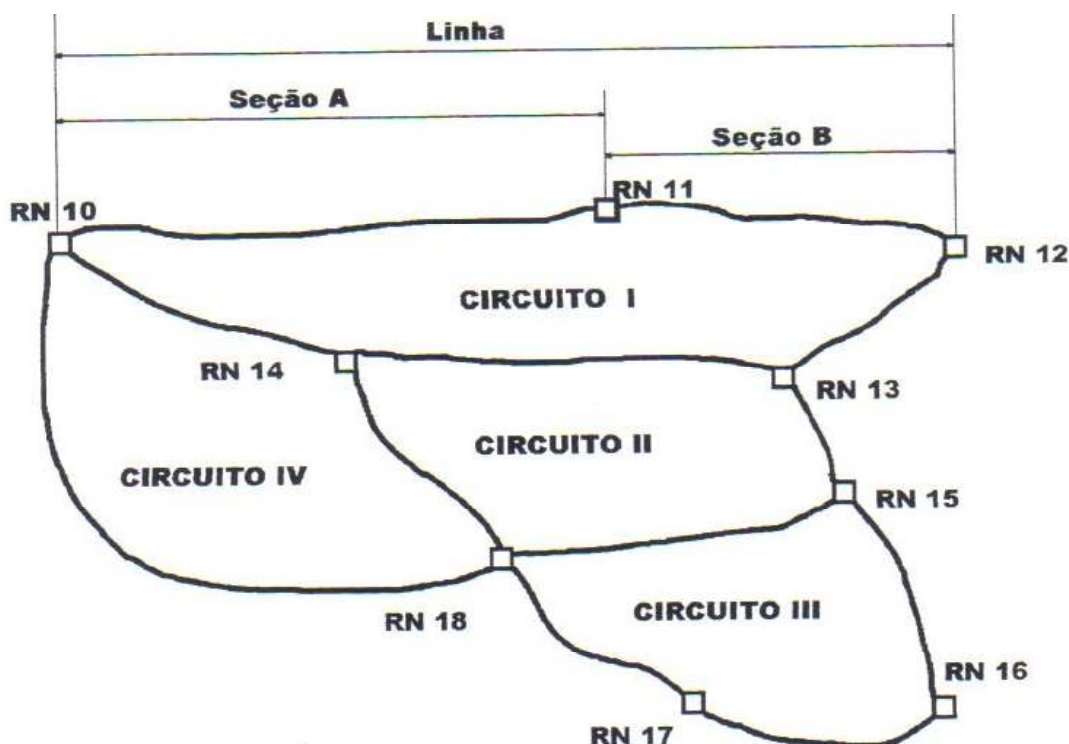 Linha
Seção A
Seção B
RN 10
RN 11
RN 12
CIRCUITO I
RN 14
RN 13
CIRCUITO II
CIRCUITO IV
RN 15
RN 18
CIRCUITO III
RN 16
RN 17